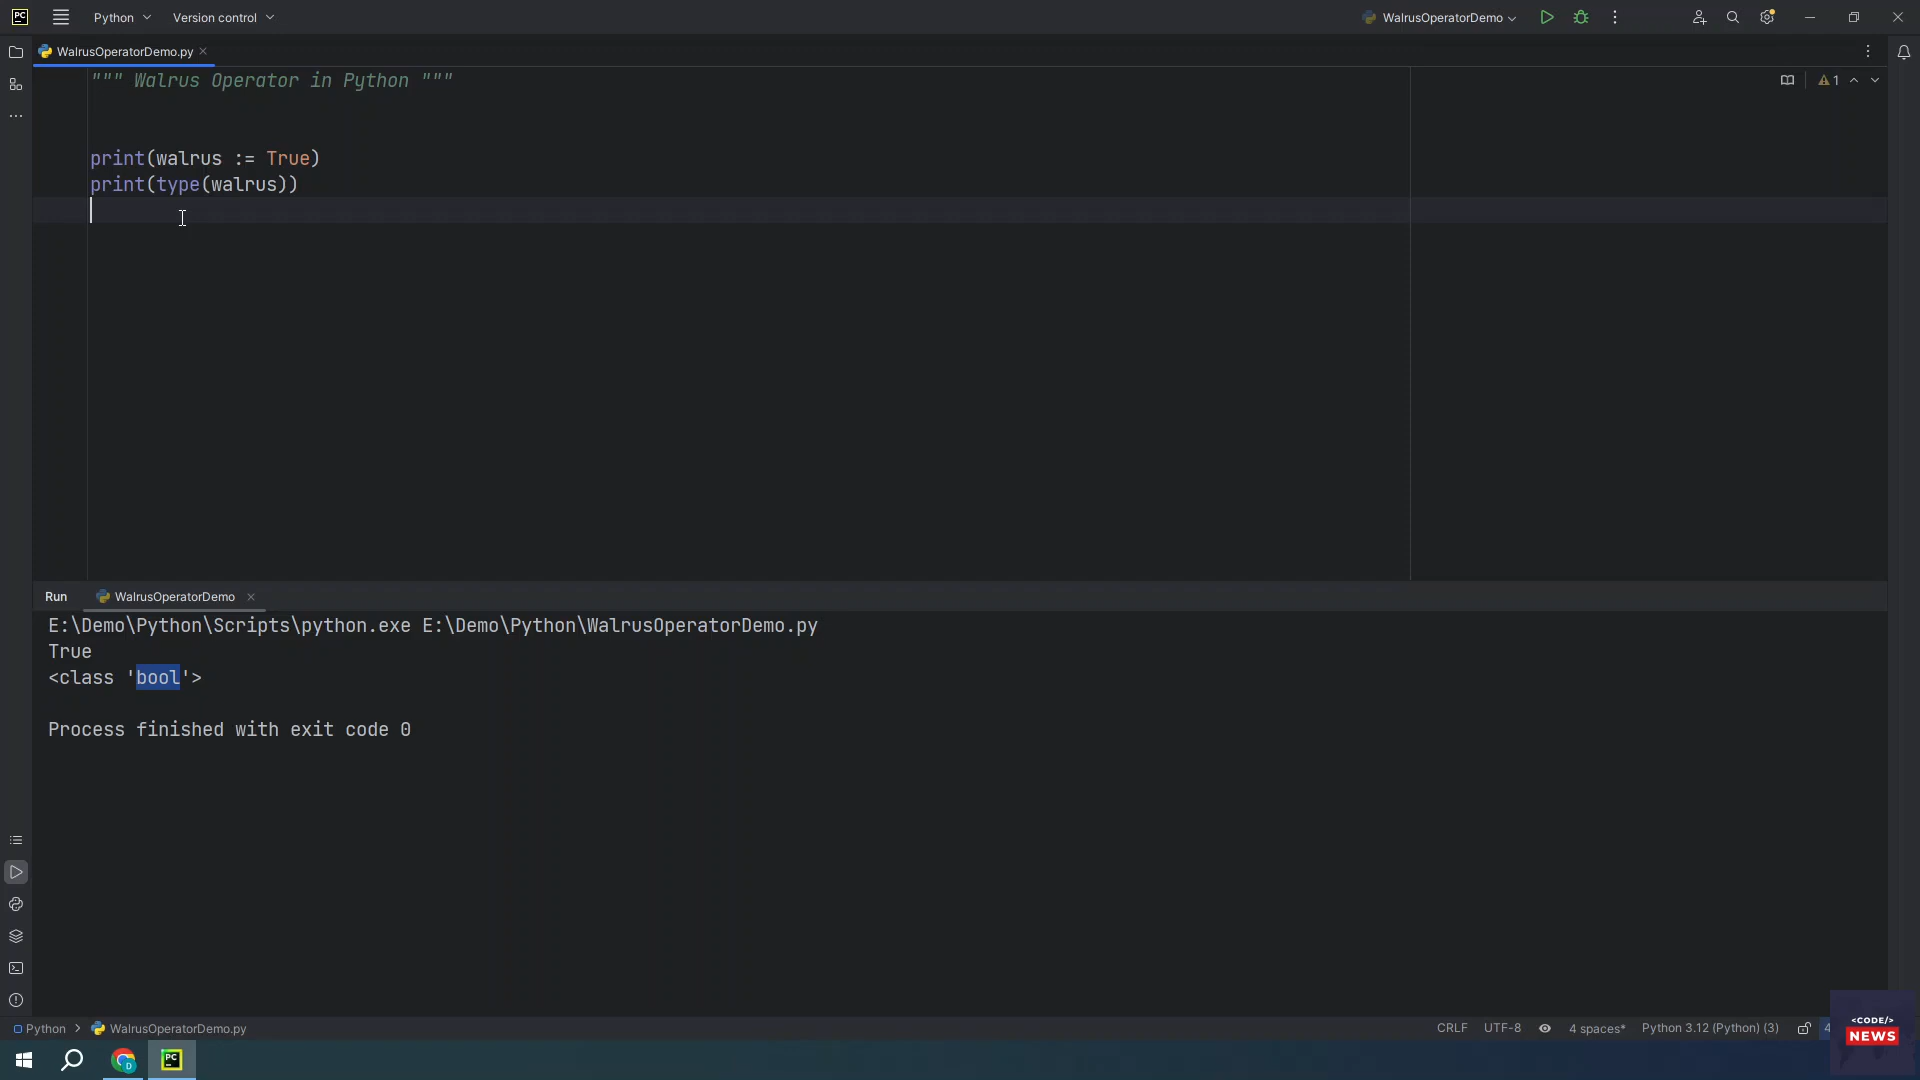 PC
Python
Version control
WalrusOperatorDemo
WalrusOperatorDemo.py
""" Walrus Operator in Python """
1
print(walrus := True)
print(type(walrus))
Run
WalrusOperatorDemo
E:\Demo\Python\Scripts\python.exe E:\Demo\Python\WalrusOperatorDemo.py
True
<class 'bool'>
Process finished with exit code 0
Python
WalrusOperatorDemo.py
CRLF
UTF-8
4 spaces*
Python 3.12 (Python) (3)
<CODE/>
NEWS
D
PC